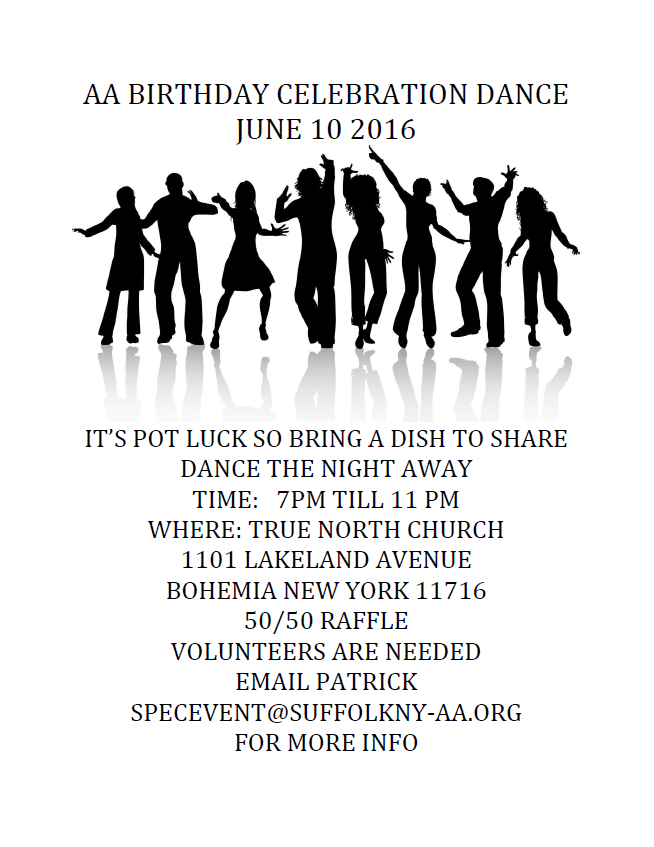 AA BIRTHDAY CELEBRATION DANCE
JUNE 10 2016
IT’S POT LUCK SO BRING A DISH TO SHARE
DANCE THE NIGHT AWAY
TIME:   7PM TILL 11 PM
WHERE: TRUE NORTH CHURCH
1101 LAKELAND AVENUE
BOHEMIA NEW YORK 11716
50/50 RAFFLE
VOLUNTEERS ARE NEEDED
EMAIL PATRICK
SPECEVENT@SUFFOLKNY-AA.ORG
FOR MORE INFO